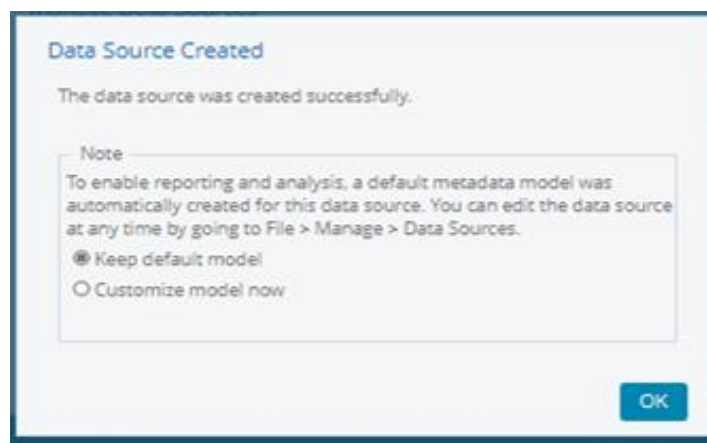 Data Source Created
The data source was created successfully.
Note
To enable reporting and analysis, a default metadata model was
automatically created for this data source. You can edit the data source
at any time by going to File > Manage > Data Sources.
Keep default model
Customize model now
OK